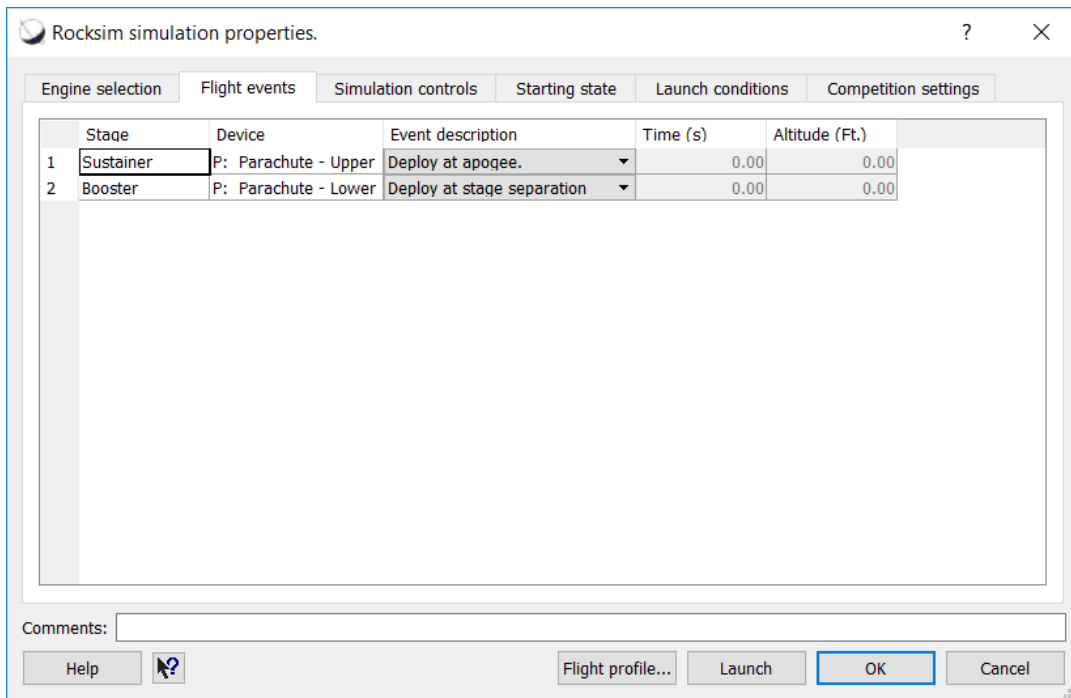 Rocksim simulation properties.
Engine selection Flight events Simulation controls Starting state Launch conditions Competition settings
Stage Device Event description Time (s) Altitude (Ft.)
1 Sustainer P: Parachute - Upper Deploy at apogee. 0.00 0.00
2 Booster P: Parachute - Lower Deploy at stage separation 0.00 0.00
Comments:
Help Flight profile... Launch OK Cancel